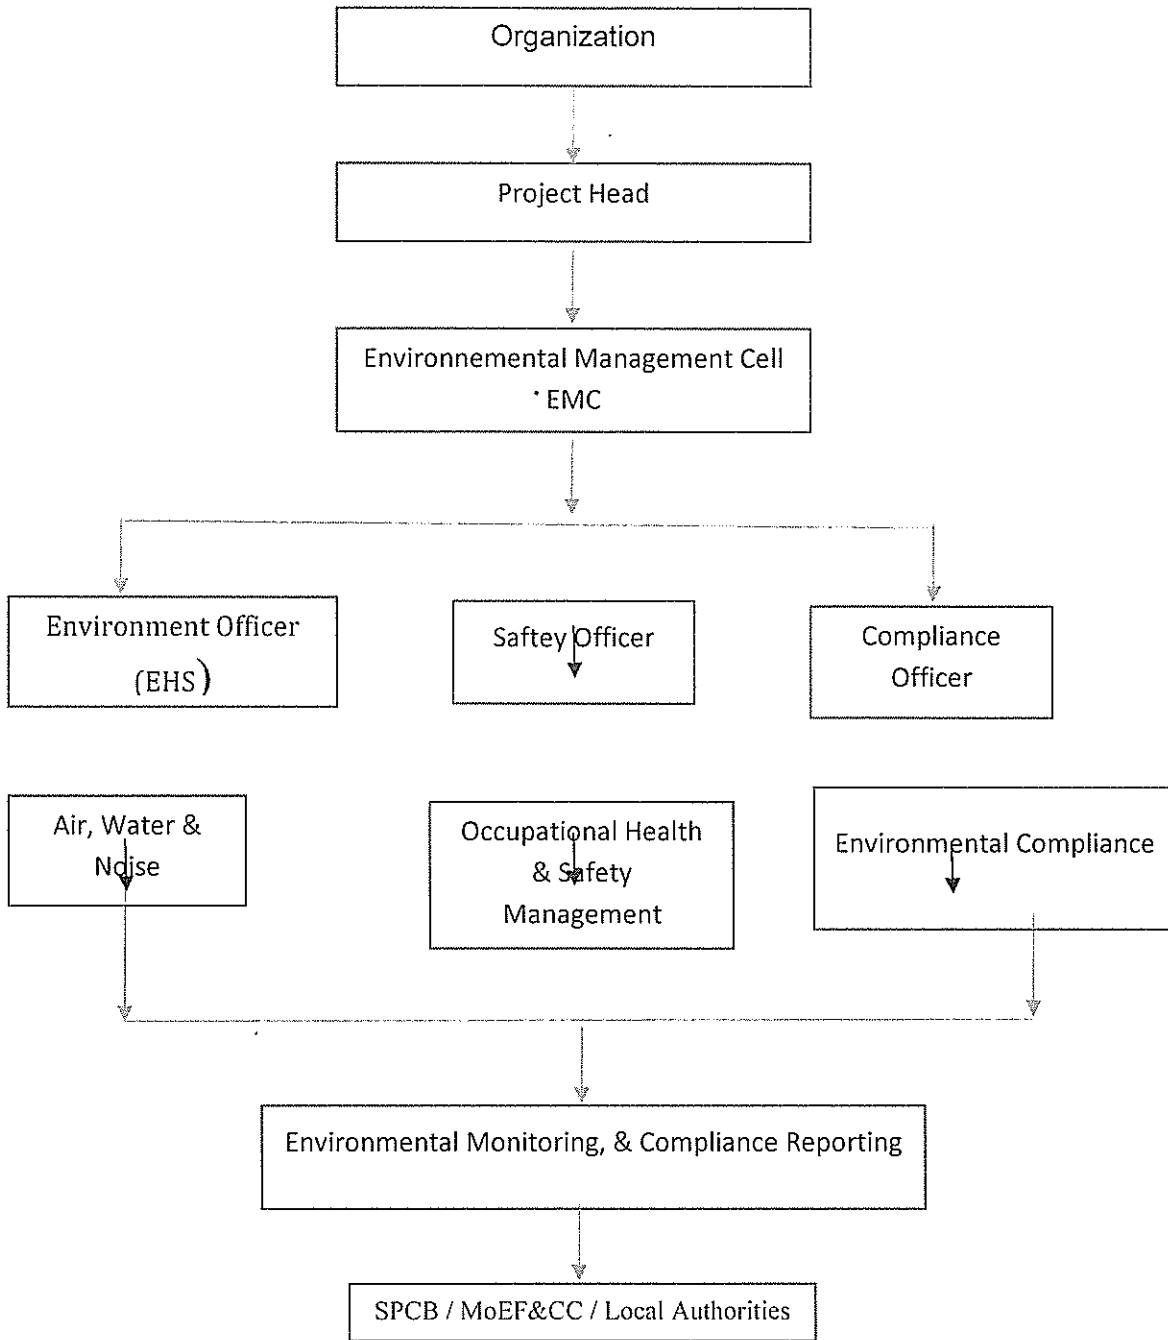 Organization
Project Head
Environnemental Management Cell
EMC
Environment Officer
(EHS)
Saftey Officer
Compliance
Officer
Air, Water &
Noise
Occupational Health
& Safety
Management
Environmental Compliance
Environmental Monitoring, & Compliance Reporting
SPCB / MoEF&CC / Local Authorities